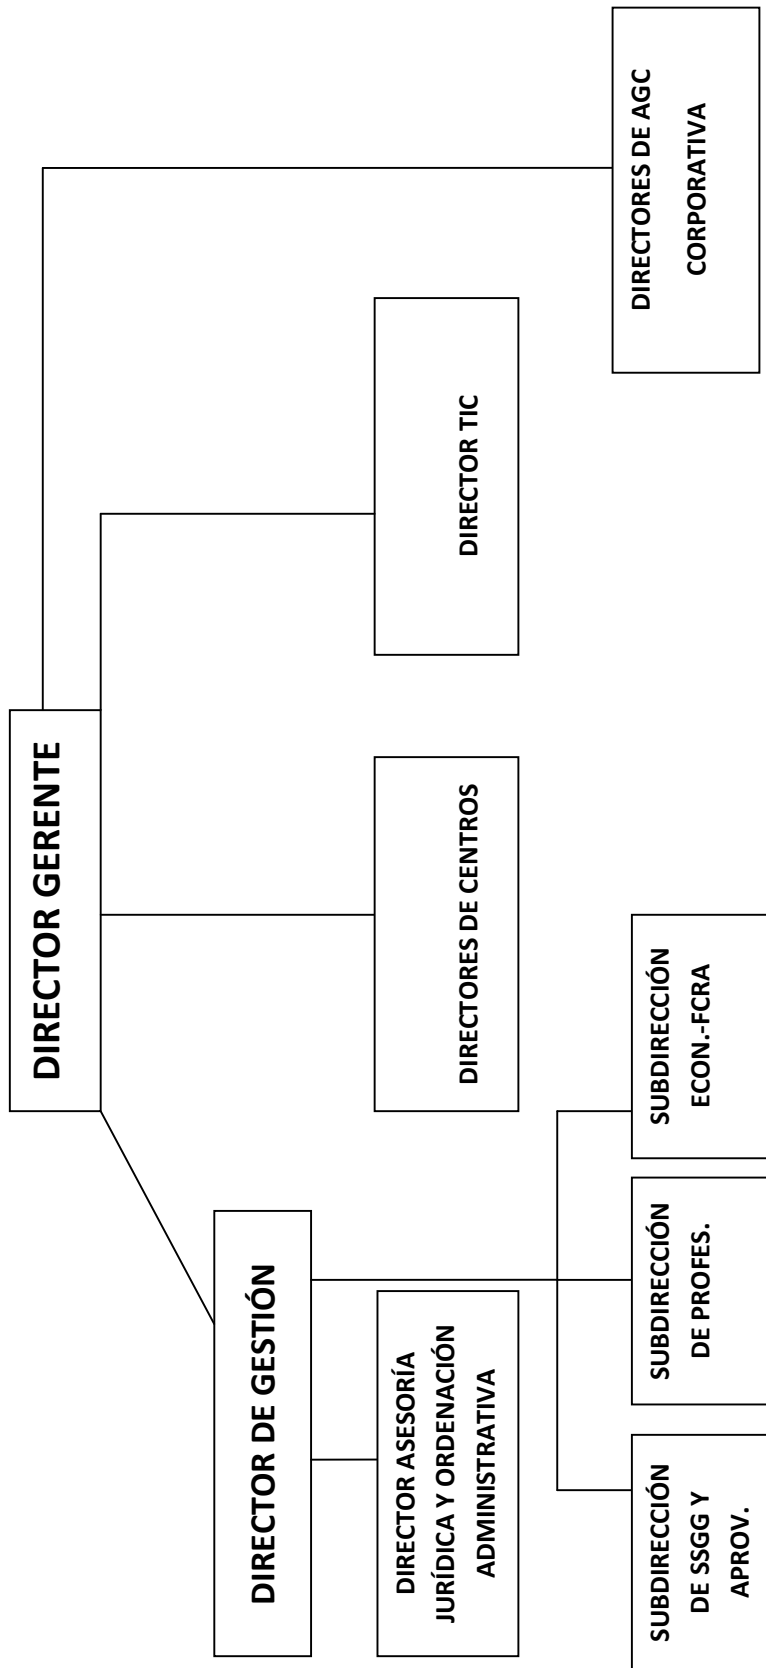 DIRECTOR GERENTE
DIRECTOR DE GESTIÓN
DIRECTOR ASESORÍA
JURÍDICA Y ORDENACIÓN
ADMINISTRATIVA
DIRECTORES DE CENTROS
DIRECTOR TIC
DIRECTORES DE AGC
CORPORATIVA
SUBDIRECCIÓN
DE SSGG Y
APROV.
SUBDIRECCIÓN
DE PROFES.
SUBDIRECCIÓN
ECON.-FCRA